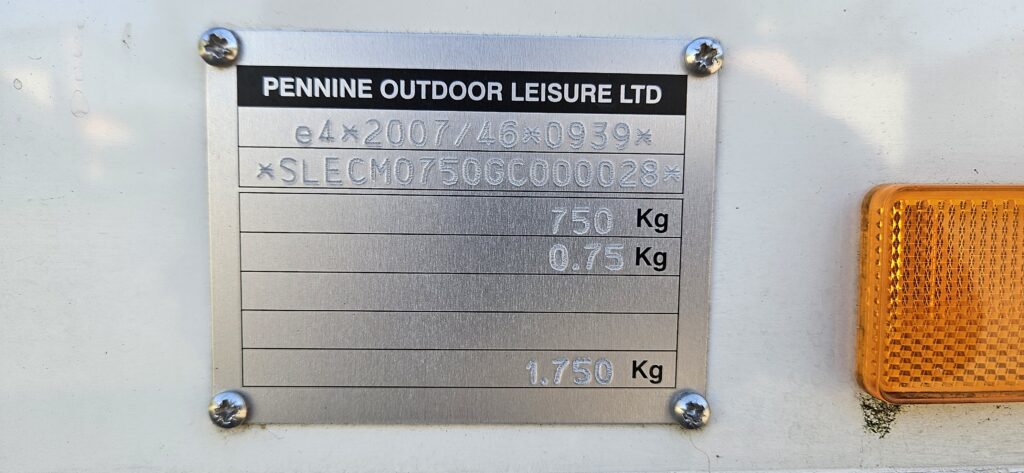 PENNINE OUTDOOR LEISURE LTD
e4*2007/46*0939*
*SLECM0750GC000028*
750 Kg
0.75 Kg
1.750 Kg